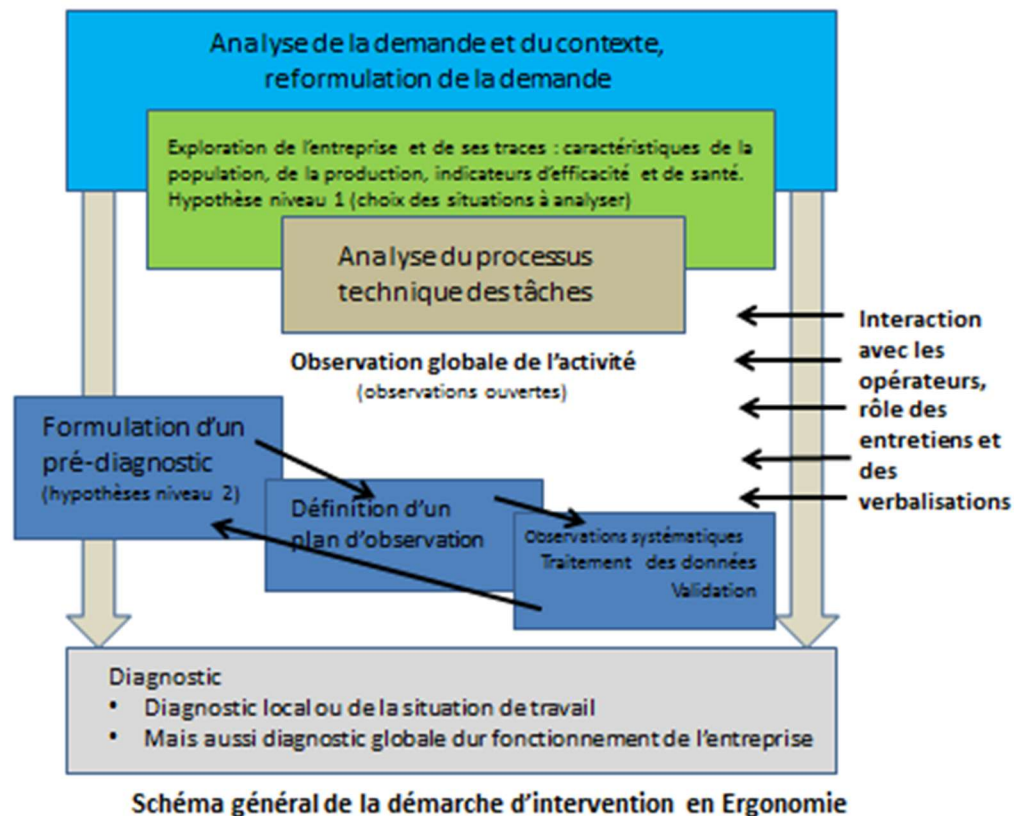 Analyse de la demande et du contexte,
reformulation de la demande
Exploration de l'entreprise et de ses traces : caractéristiques de la
population, de la production, indicateurs d'efficacité et de santé.
Hypothèse niveau 1 (choix des situations à analyser)
Analyse du processus
technique des tâches
Observation globale de l'activité
(observations ouvertes)
Interaction
avec les
opérateurs,
rôle des
entretiens et
des
verbalisations
Formulation d'un
pré-diagnostic
(hypothèses niveau 2)
Définition d'un
plan d'observation
Observations systématiques
Traitement des données
Validation
Diagnostic
• Diagnostic local ou de la situation de travail
• Mais aussi diagnostic globale dur fonctionnement de l'entreprise
Schéma général de la démarche d'intervention en Ergonomie